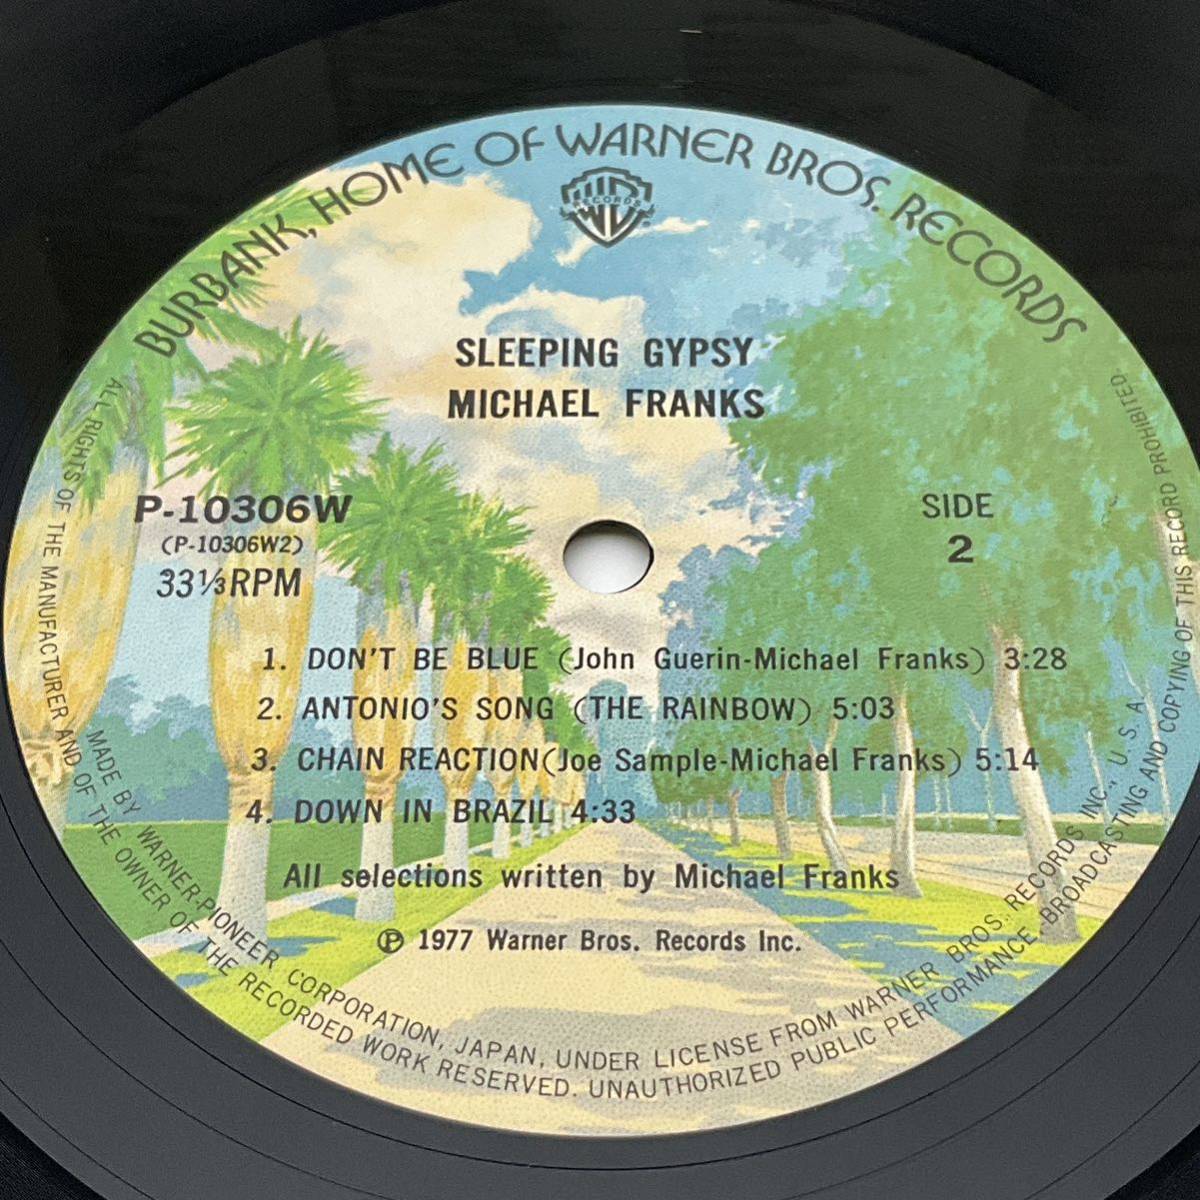 BURBANK, HOME OF WARNER BROS. RECORDS
WB
RECORDS
SLEEPING GYPSY
MICHAEL FRANKS
P-10306W
(P-10306W2)
33⅓RPM
SIDE
2
1. DON'T BE BLUE (John Guerin-Michael Franks) 3:28
2. ANTONIO'S SONG (THE RAINBOW) 5:03
3. CHAIN REACTION(Joe Sample-Michael Franks) 5:14
4. DOWN IN BRAZIL 4:33
All selections written by Michael Franks
℗ 1977 Warner Bros. Records Inc.
MADE BY WARNER-PIONEER CORPORATION, JAPAN, UNDER LICENSE FROM WARNER BROS. RECORDS INC., U. S. A
ALL RIGHTS OF THE MANUFACTURER AND OF THE OWNER OF THE RECORDED WORK RESERVED. UNAUTHORIZED PUBLIC PERFORMANCE, BROADCASTING AND COPYING OF THIS RECORD PROHIBITED.